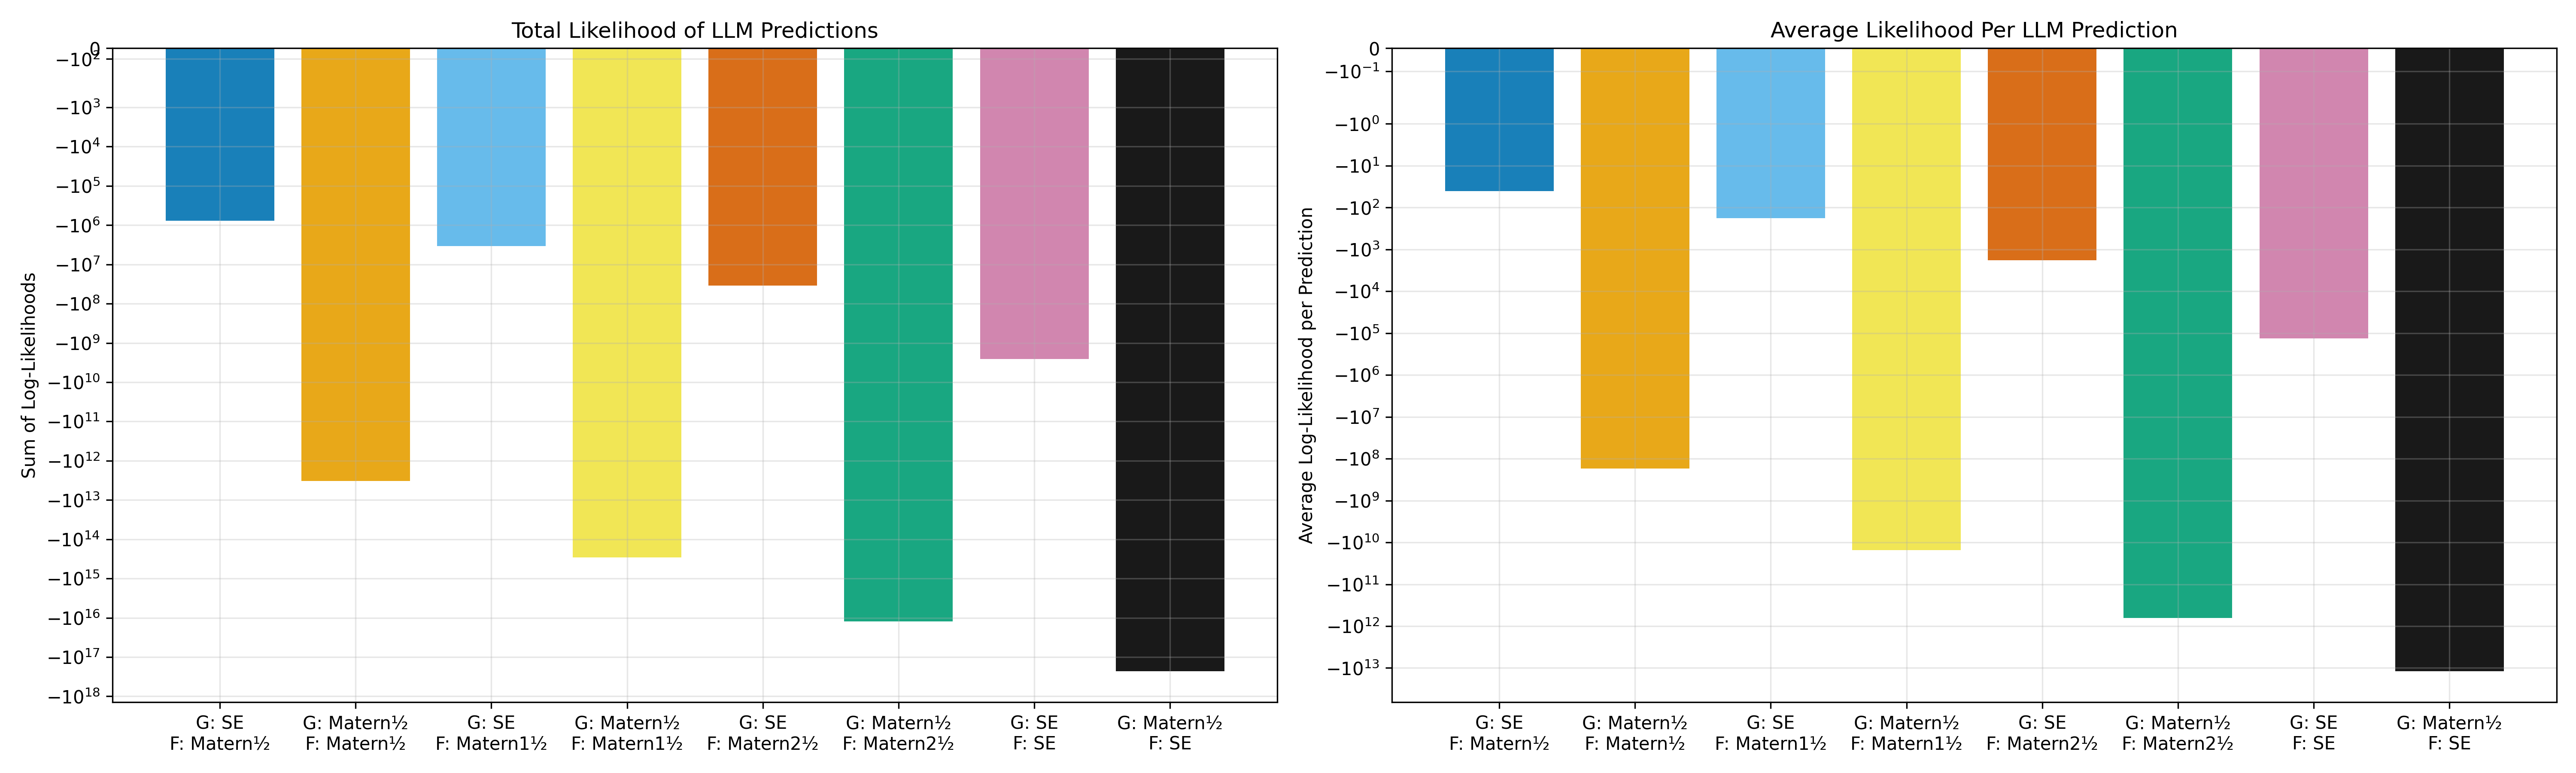 Total Likelihood of LLM Predictions
Sum of Log-Likelihoods
0
0
−10²
−10³
−10⁴
−10⁵
−10⁶
−10⁷
−10⁸
−10⁹
−10¹⁰
−10¹¹
−10¹²
−10¹³
−10¹⁴
−10¹⁵
−10¹⁶
−10¹⁷
−10¹⁸
G: SE
F: Matern½
G: Matern½
F: Matern½
G: SE
F: Matern1½
G: Matern½
F: Matern1½
G: SE
F: Matern2½
G: Matern½
F: Matern2½
G: SE
F: SE
G: Matern½
F: SE
Average Likelihood Per LLM Prediction
Average Log-Likelihood per Prediction
0
−10⁻¹
−10⁰
−10¹
−10²
−10³
−10⁴
−10⁵
−10⁶
−10⁷
−10⁸
−10⁹
−10¹⁰
−10¹¹
−10¹²
−10¹³
G: SE
F: Matern½
G: Matern½
F: Matern½
G: SE
F: Matern1½
G: Matern½
F: Matern1½
G: SE
F: Matern2½
G: Matern½
F: Matern2½
G: SE
F: SE
G: Matern½
F: SE